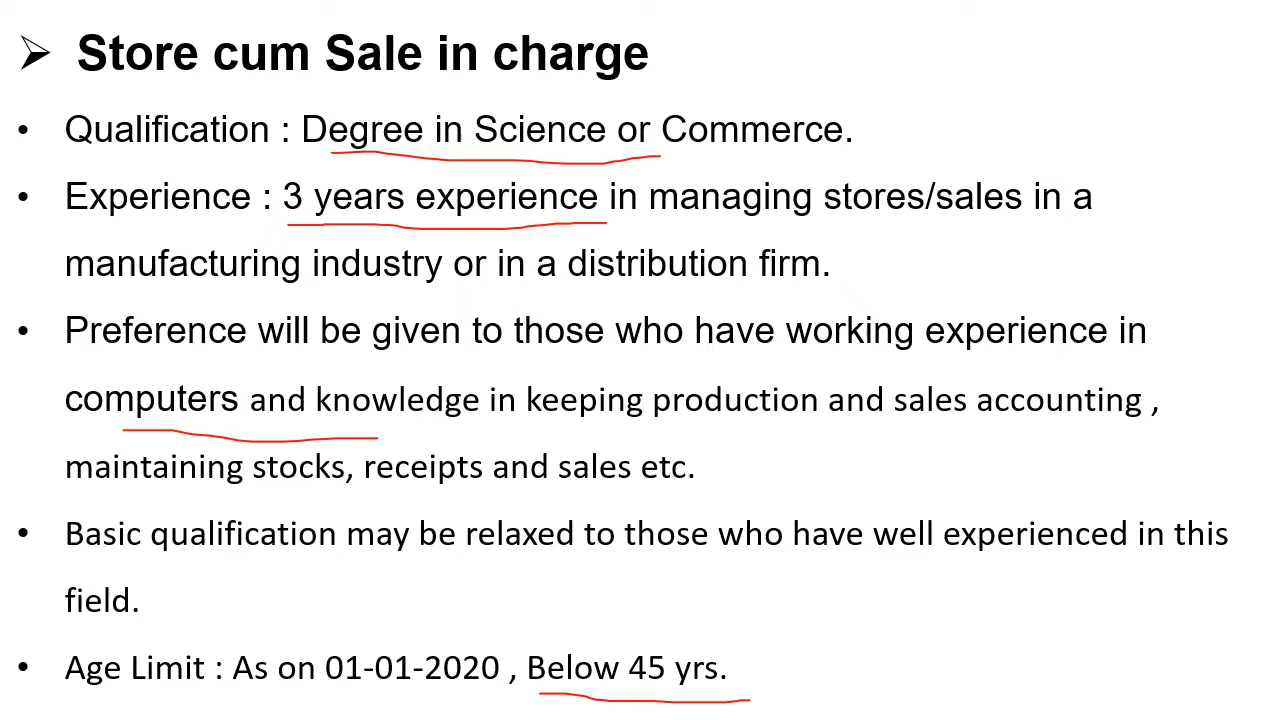 ➢ Store cum Sale in charge
• Qualification : Degree in Science or Commerce.
• Experience : 3 years experience in managing stores/sales in a
manufacturing industry or in a distribution firm.
• Preference will be given to those who have working experience in
computers and knowledge in keeping production and sales accounting ,
maintaining stocks, receipts and sales etc.
• Basic qualification may be relaxed to those who have well experienced in this
field.
• Age Limit : As on 01-01-2020 , Below 45 yrs.